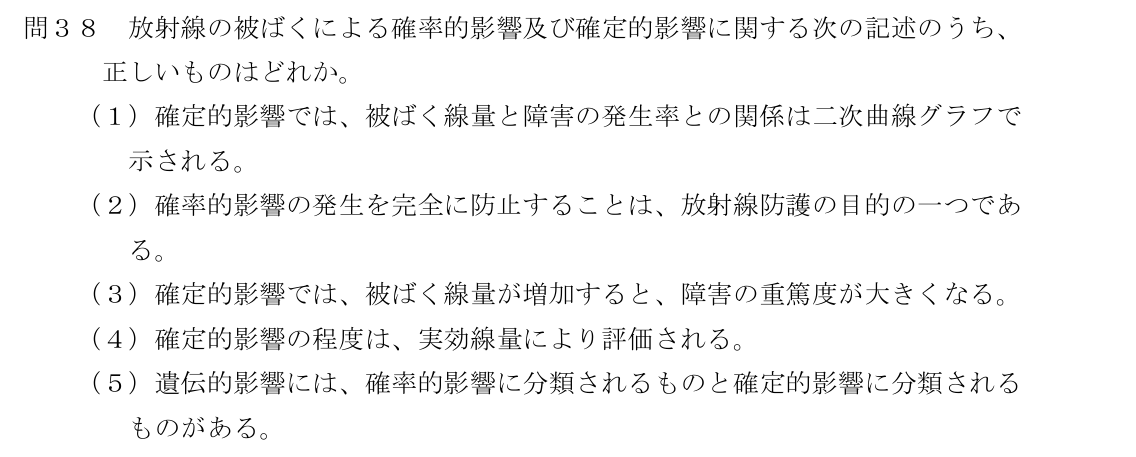 問３８　放射線の被ばくによる確率的影響及び確定的影響に関する次の記述のうち、
正しいものはどれか。
（１）確定的影響では、被ばく線量と障害の発生率との関係は二次曲線グラフで
示される。
（２）確率的影響の発生を完全に防止することは、放射線防護の目的の一つであ
る。
（３）確定的影響では、被ばく線量が増加すると、障害の重篤度が大きくなる。
（４）確定的影響の程度は、実効線量により評価される。
（５）遺伝的影響には、確率的影響に分類されるものと確定的影響に分類される
ものがある。